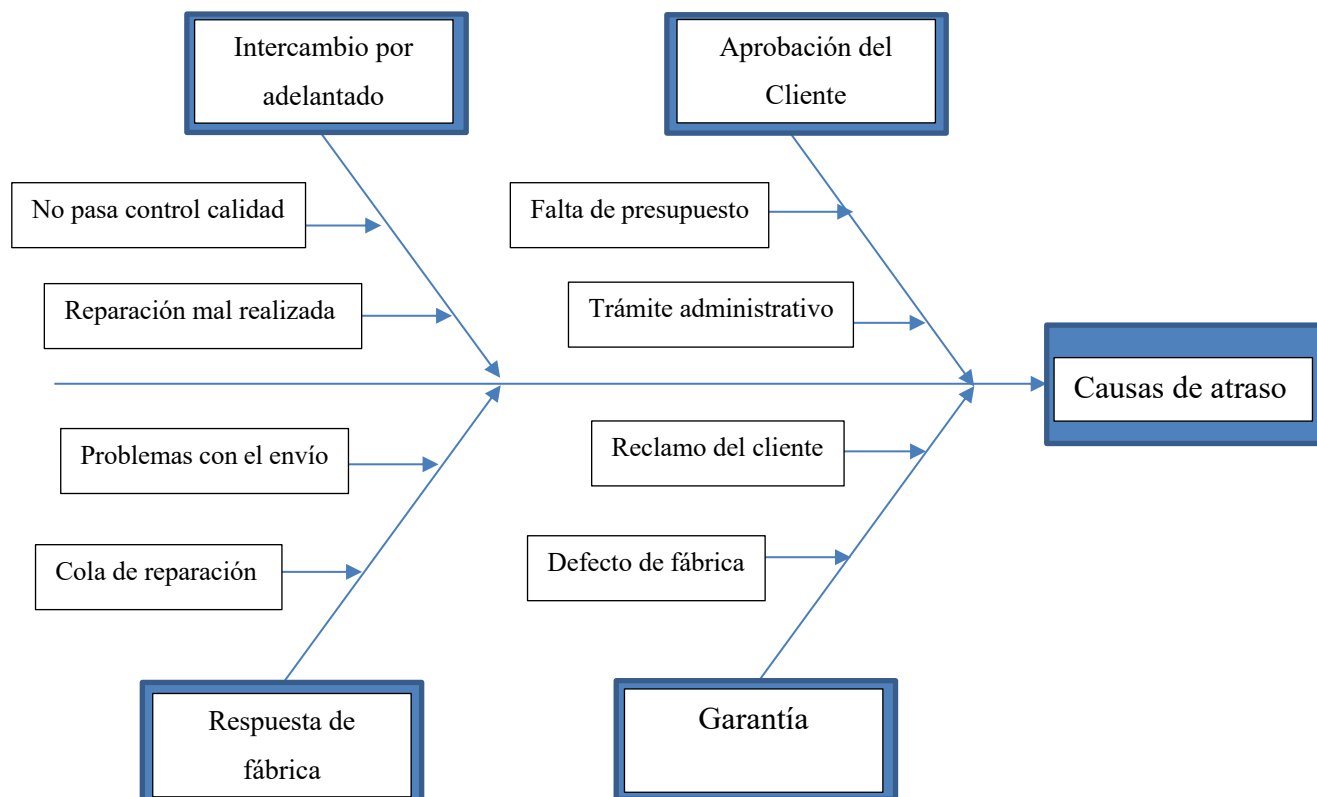 Intercambio por
adelantado
Aprobación del
Cliente
No pasa control calidad
Falta de presupuesto
Reparación mal realizada
Trámite administrativo
Causas de atraso
Problemas con el envío
Reclamo del cliente
Cola de reparación
Defecto de fábrica
Respuesta de
fábrica
Garantía